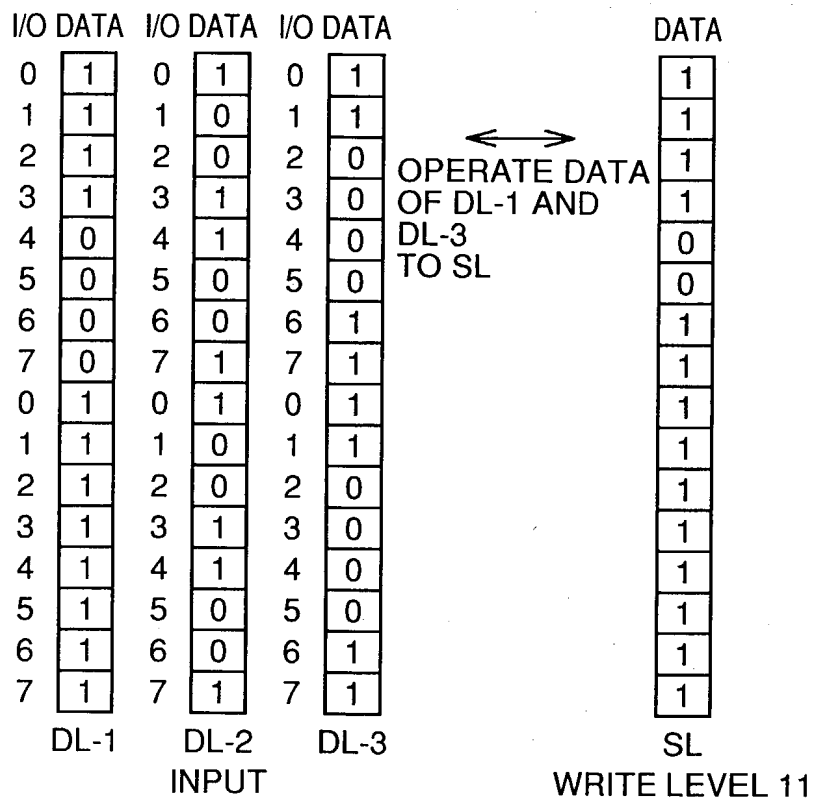 I/O DATA I/O DATA I/O DATA DATA
0 1 0 1 0 1 1
1 1 1 0 1 1 1
2 1 2 0 2 0 1
3 1 3 1 3 0 1
4 0 4 1 4 0 0
5 0 5 0 5 0 0
6 0 6 0 6 1 1
7 0 7 1 7 1 1
0 1 0 1 0 1 1
1 1 1 0 1 1 1
2 1 2 0 2 0 1
3 1 3 1 3 0 1
4 1 4 1 4 0 1
5 1 5 0 5 0 1
6 1 6 0 6 1 1
7 1 7 1 7 1 1
OPERATE DATA
OF DL-1 AND
DL-3
TO SL
DL-1 DL-2 DL-3 SL
INPUT WRITE LEVEL 11